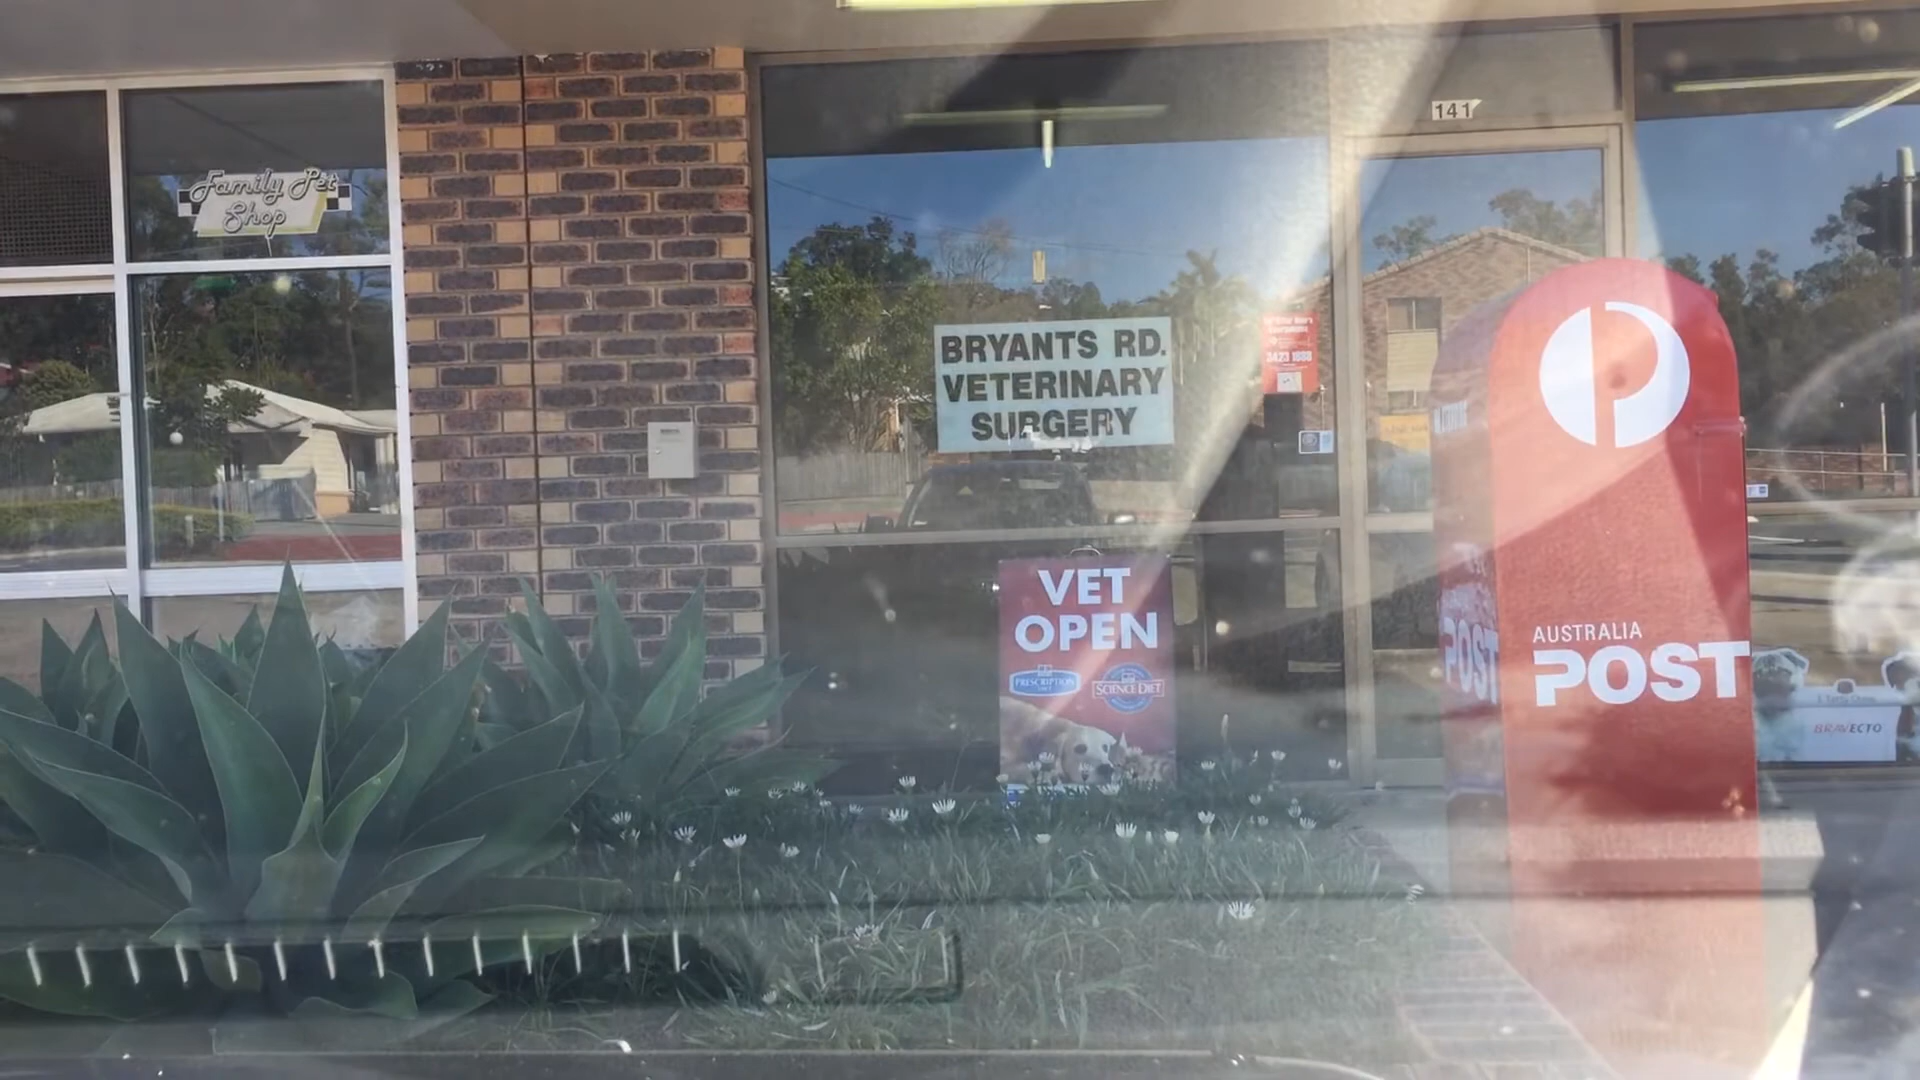 Family Pet
Shop
141
BRYANTS RD.
VETERINARY
SURGERY
3423 1888
VET
OPEN
PRESCRIPTION
DIET
SCIENCE DIET
AUSTRALIA
POST
POST
BRAVECTO